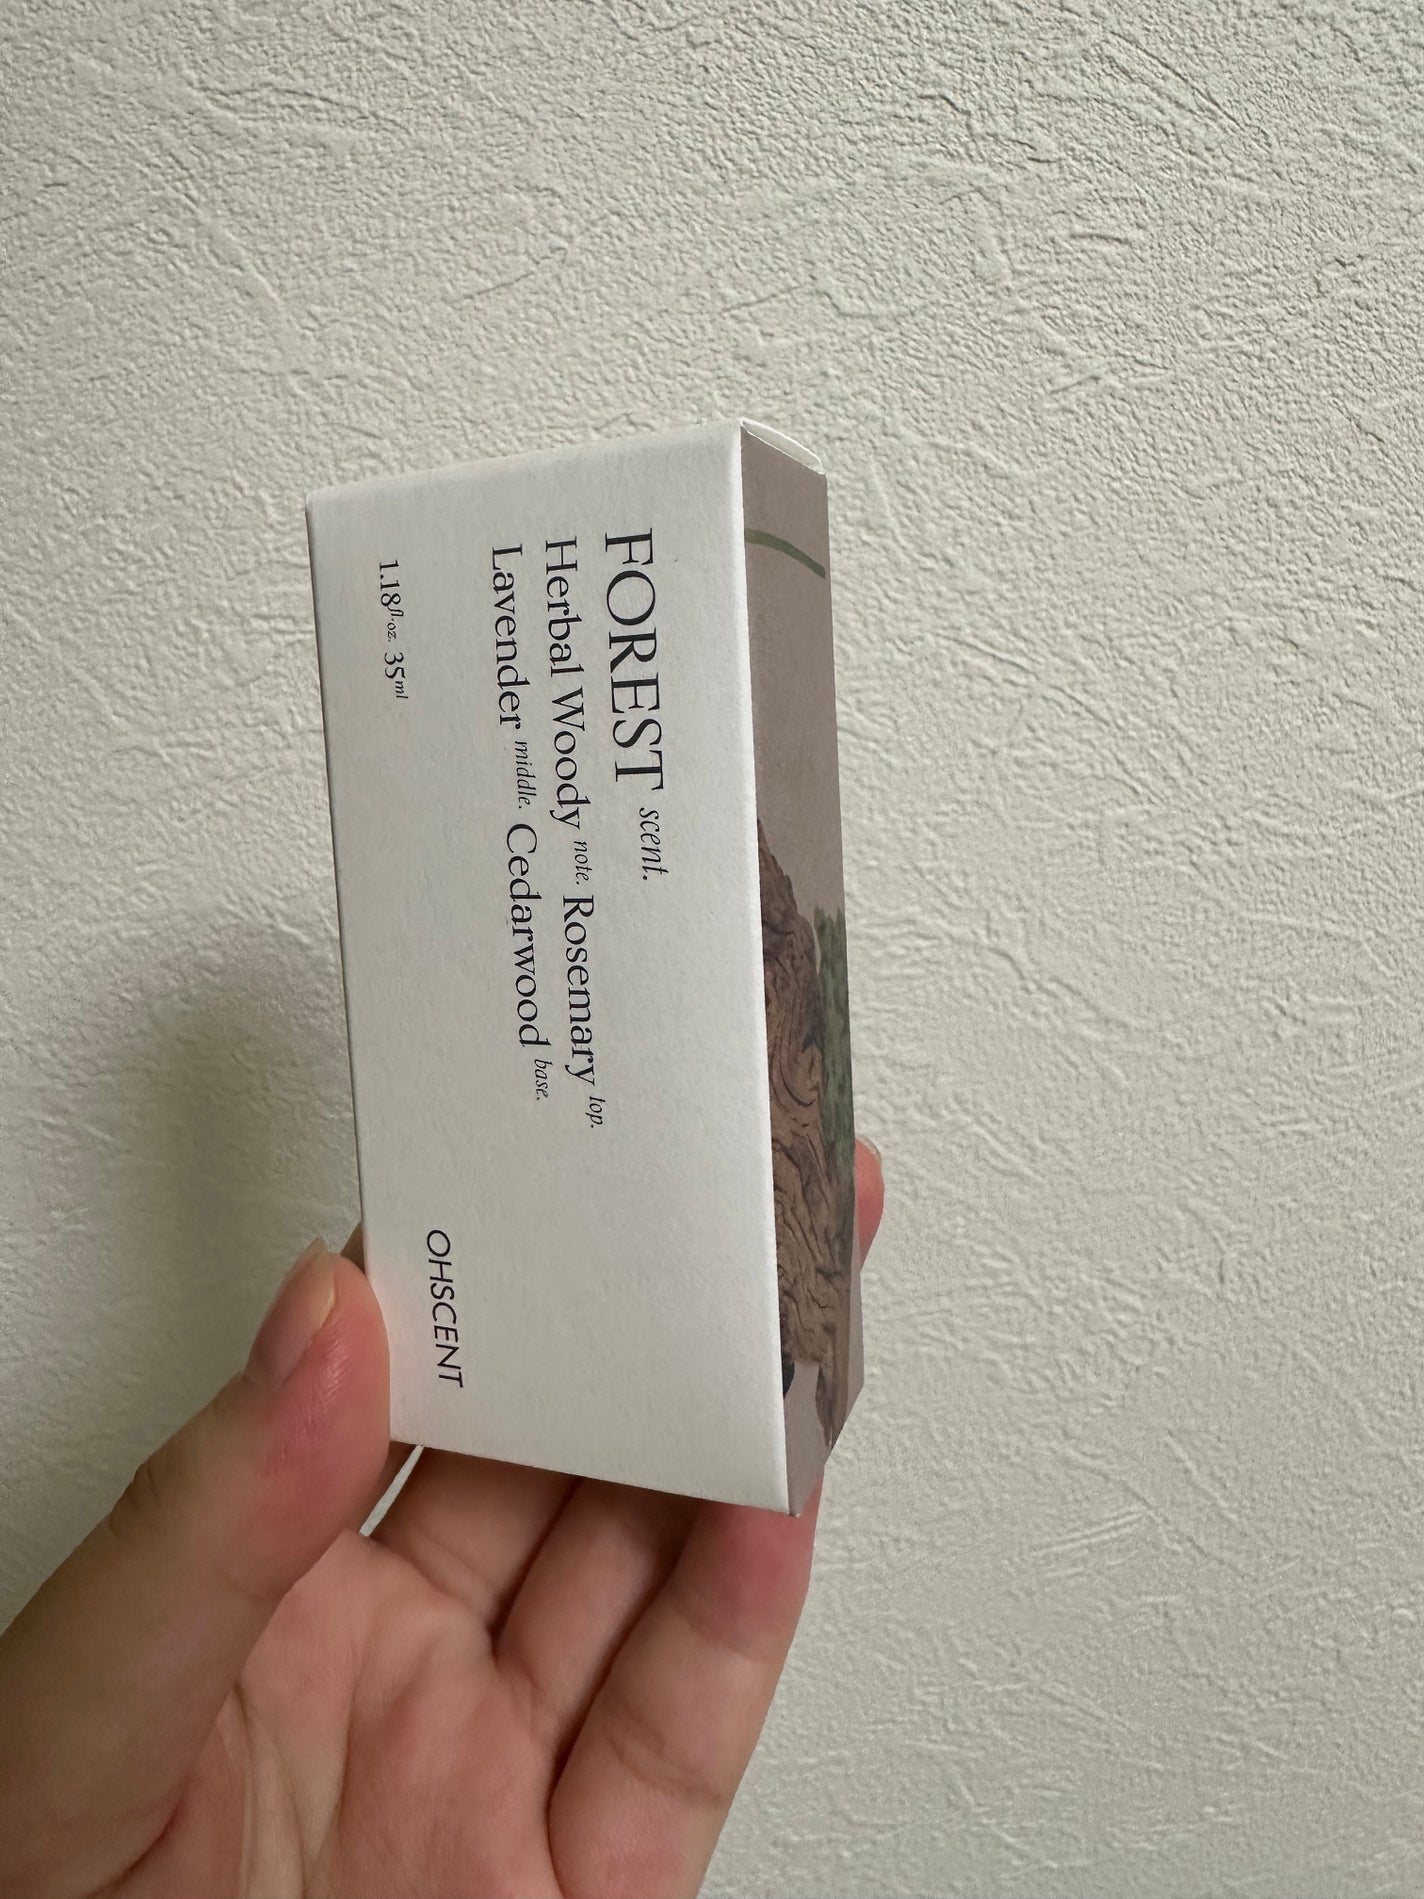 FOREST scent.
Herbal Woody note. Rosemary top.
Lavender middle. Cedarwood base.
1.18fl.oz. 35ml
OHSCENT